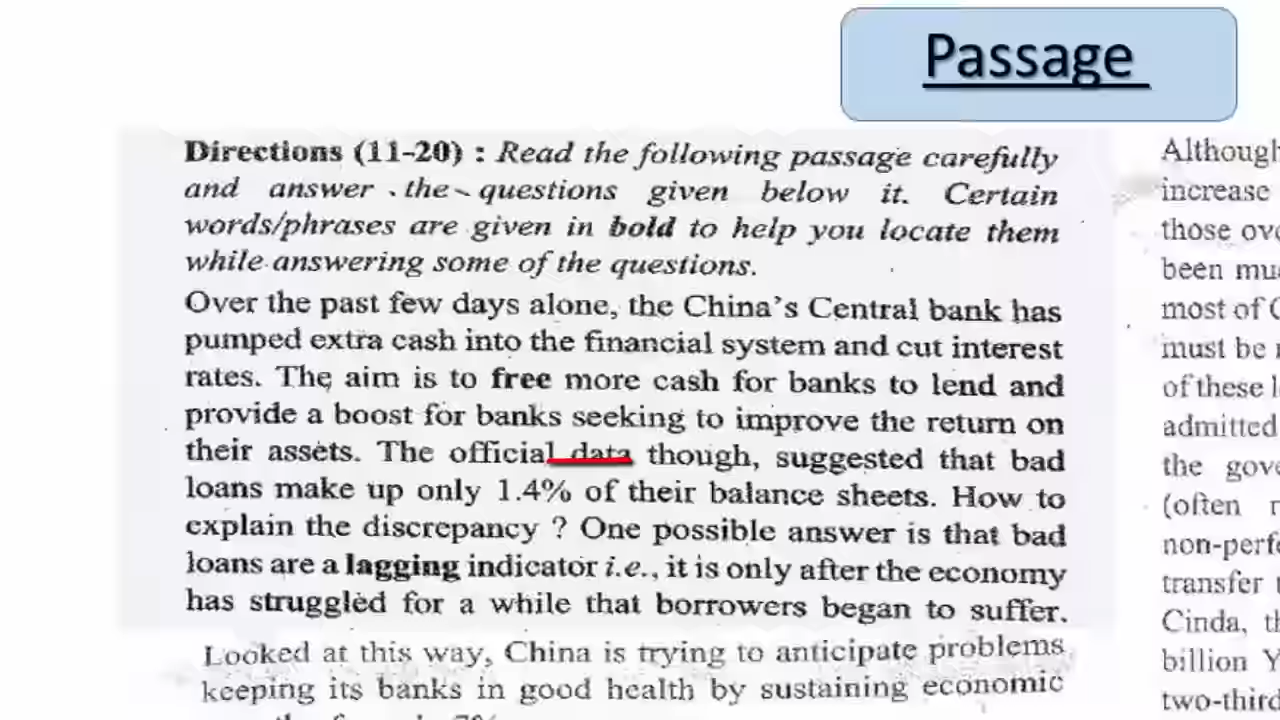 Passage
Directions (11-20) : Read the following passage carefully
and answer the questions given below it. Certain
words/phrases are given in bold to help you locate them
while answering some of the questions.
Over the past few days alone, the China's Central bank has
pumped extra cash into the financial system and cut interest
rates. The aim is to free more cash for banks to lend and
provide a boost for banks seeking to improve the return on
their assets. The official data though, suggested that bad
loans make up only 1.4% of their balance sheets. How to
explain the discrepancy ? One possible answer is that bad
loans are a lagging indicator i.e., it is only after the economy
has struggled for a while that borrowers began to suffer.
Looked at this way, China is trying to anticipate problems
keeping its banks in good health by sustaining economic
Although
increase
those
been
most of
must be
of these
admitted
the
(often
transfer
Cinda,
billion